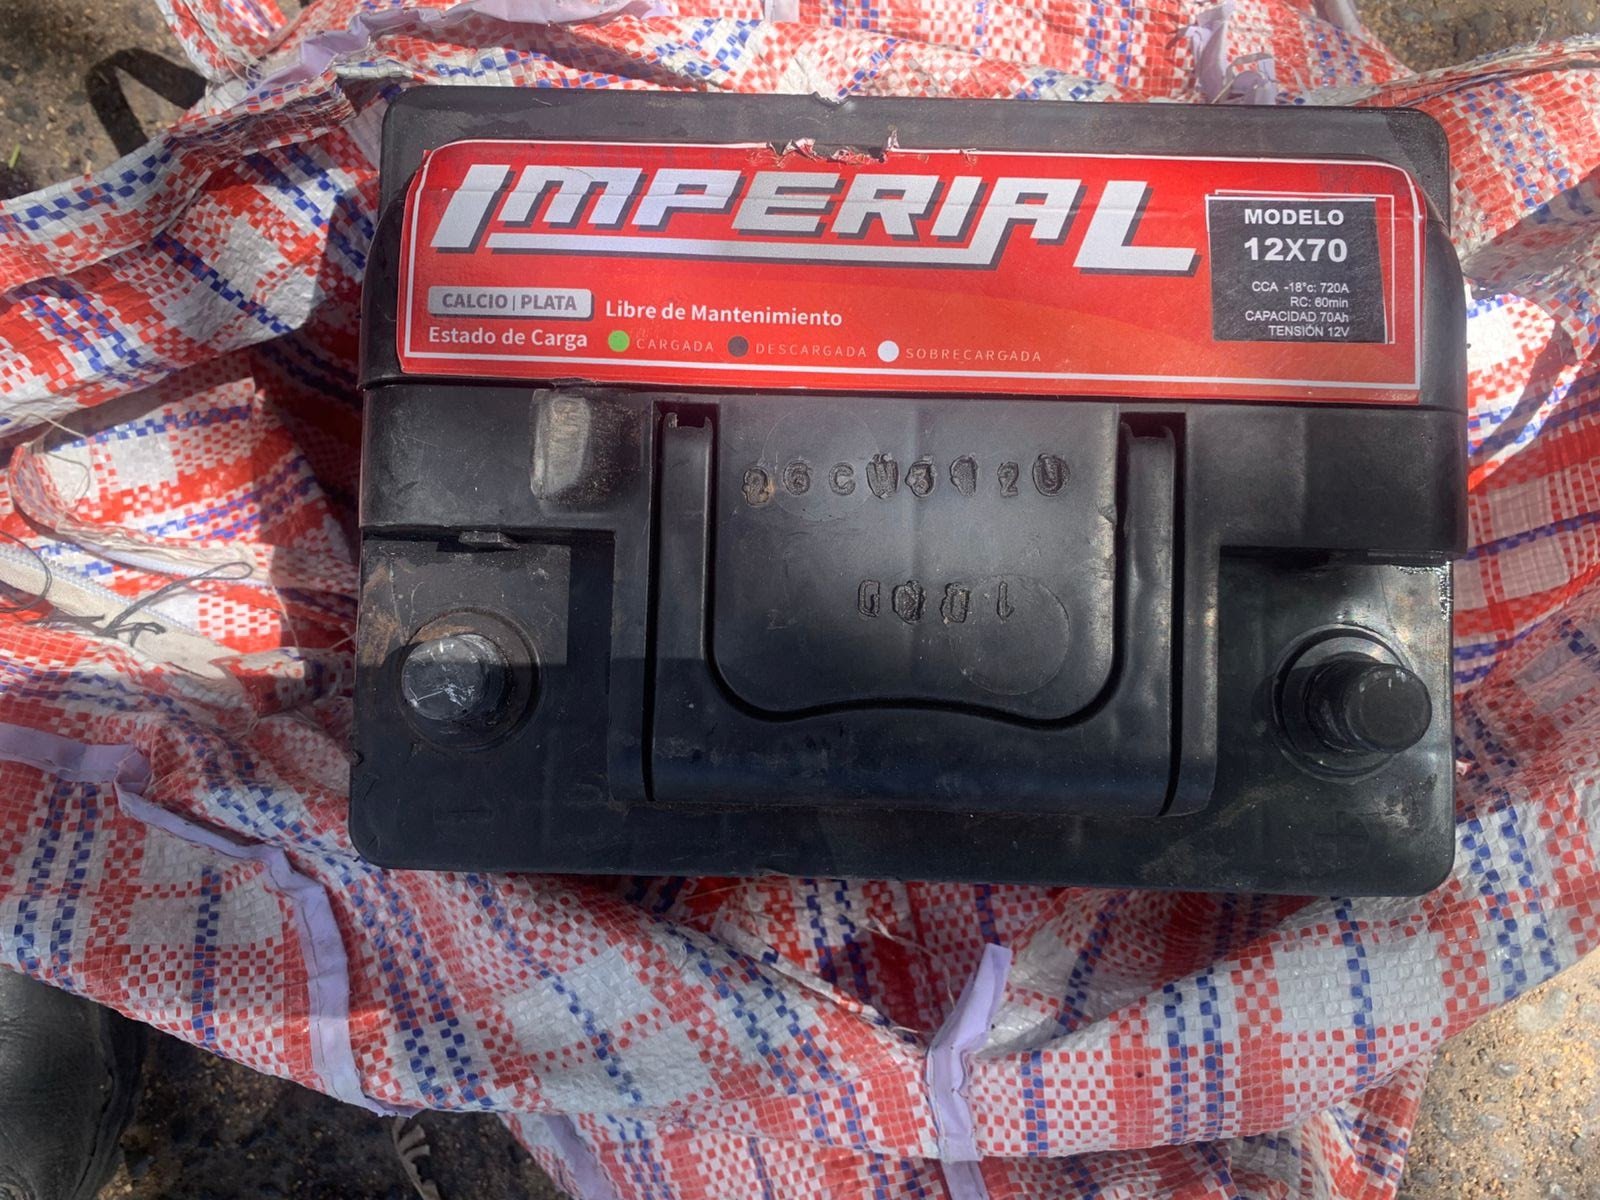 IMPERIAL
MODELO
12X70
CCA -18°c: 720A
RC: 60min
CAPACIDAD 70Ah
TENSIÓN 12V
CALCIO | PLATA
Libre de Mantenimiento
Estado de Carga
CARGADA
DESCARGADA
SOBRECARGADA